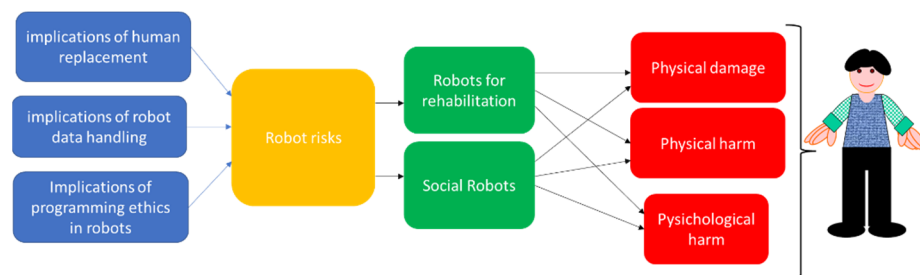 implications of human
replacement
implications of robot
data handling
Implications of
programming ethics
in robots
Robot risks
Robots for
rehabilitation
Social Robots
Physical damage
Physical harm
Pysichological
harm